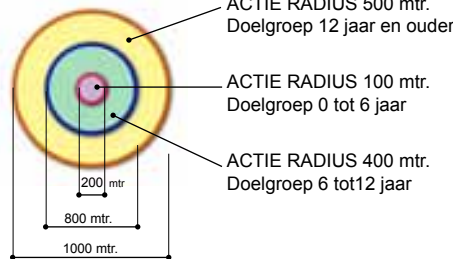 ACTIE RADIUS 500 mtr.
Doelgroep 12 jaar en ouder
ACTIE RADIUS 100 mtr.
Doelgroep 0 tot 6 jaar
ACTIE RADIUS 400 mtr.
Doelgroep 6 tot12 jaar
200 mtr
800 mtr.
1000 mtr.